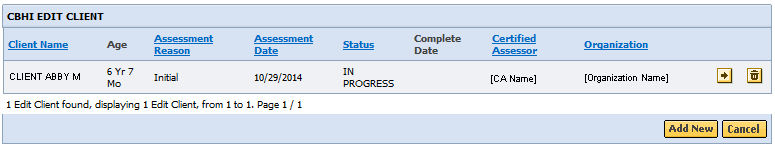 CBHI EDIT CLIENT
Client Name Age Assessment Reason Assessment Date Status Complete Date Certified Assessor Organization
CLIENT ABBY M 6 Yr 7 Mo Initial 10/29/2014 IN PROGRESS [CA Name] [Organization Name]
1 Edit Client found, displaying 1 Edit Client, from 1 to 1. Page 1 / 1
Add New Cancel